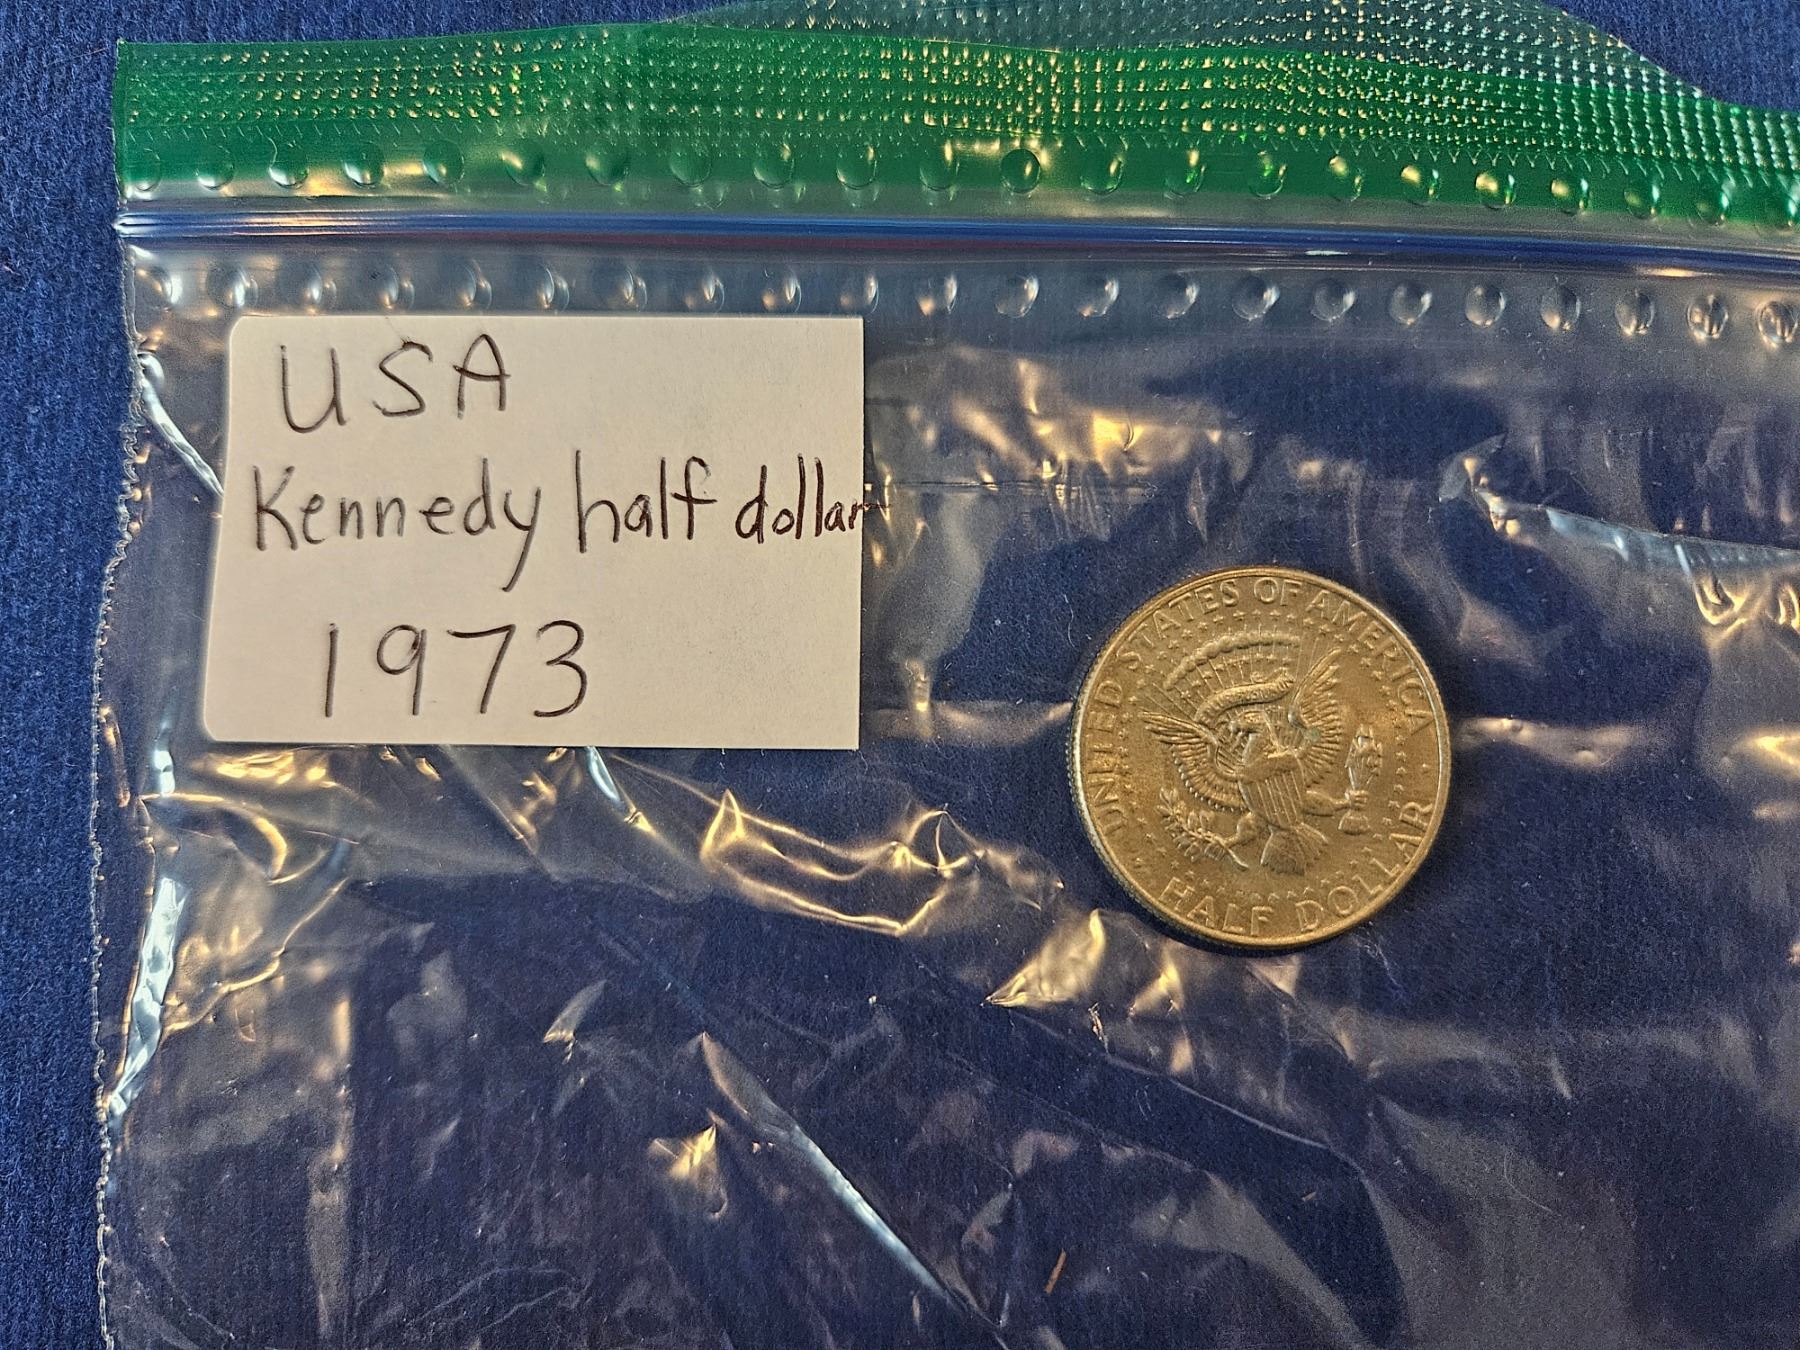 USA
Kennedy half dollar
1973
UNITED STATES OF AMERICA
HALF DOLLAR